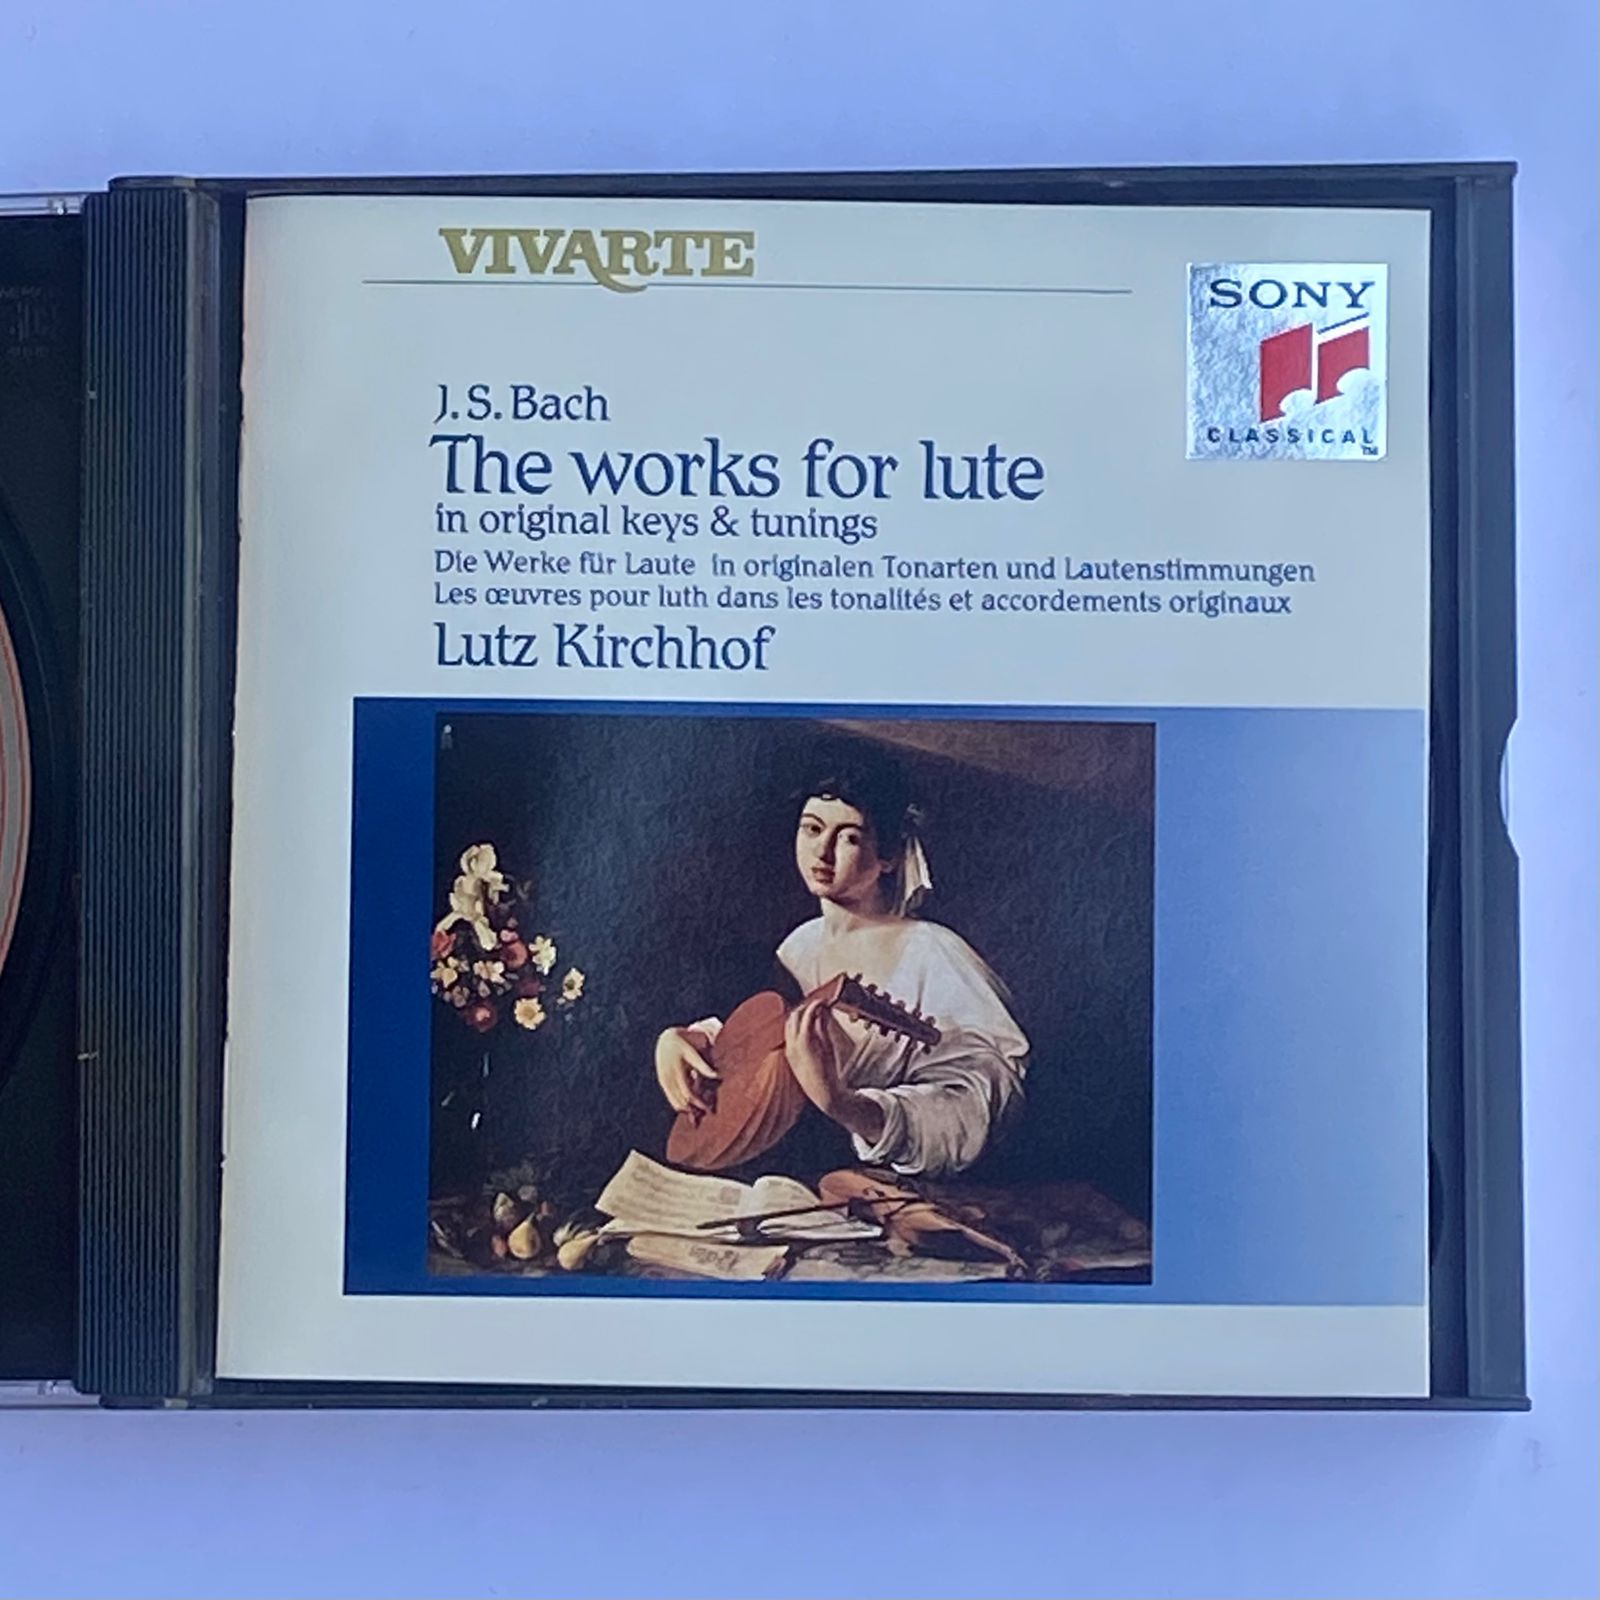 VIVARTE
SONY
CLASSICAL
TM
J. S. Bach
The works for lute
in original keys & tunings
Die Werke für Laute in originalen Tonarten und Lautenstimmungen
Les œuvres pour luth dans les tonalités et accordements originaux
Lutz Kirchhof